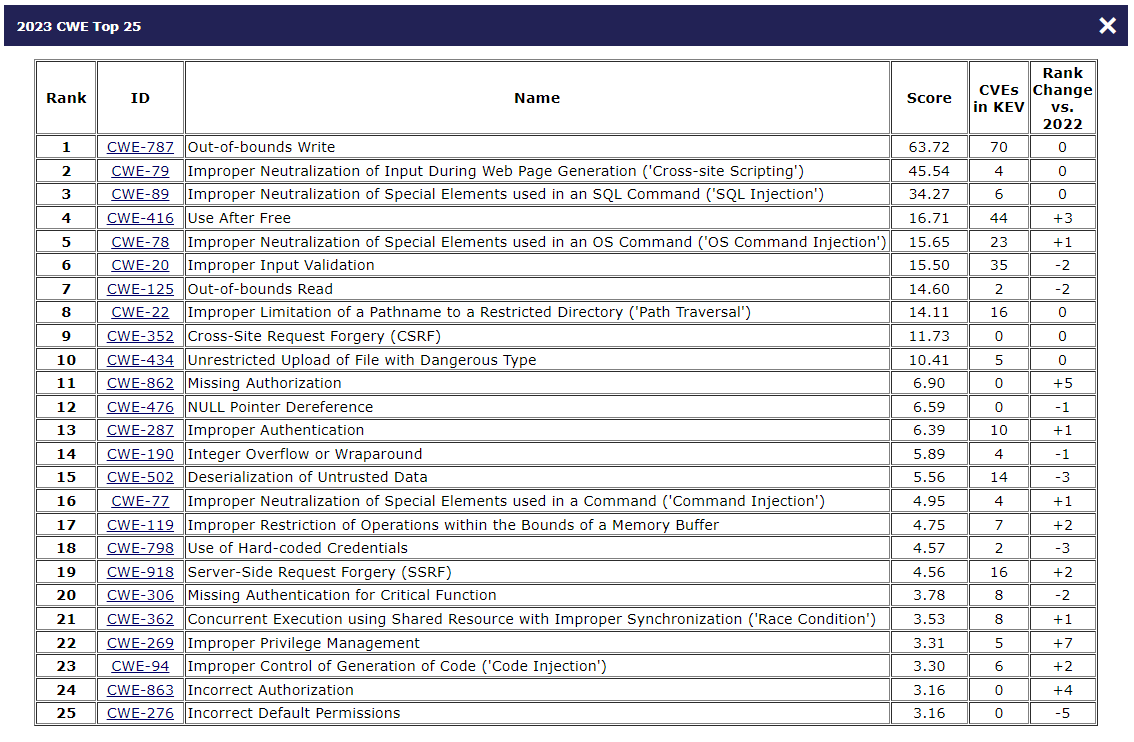 2023 CWE Top 25 ×
Rank ID Name Score CVEs in KEV Rank Change vs. 2022
1 CWE-787 Out-of-bounds Write 63.72 70 0
2 CWE-79 Improper Neutralization of Input During Web Page Generation ('Cross-site Scripting') 45.54 4 0
3 CWE-89 Improper Neutralization of Special Elements used in an SQL Command ('SQL Injection') 34.27 6 0
4 CWE-416 Use After Free 16.71 44 +3
5 CWE-78 Improper Neutralization of Special Elements used in an OS Command ('OS Command Injection') 15.65 23 +1
6 CWE-20 Improper Input Validation 15.50 35 -2
7 CWE-125 Out-of-bounds Read 14.60 2 -2
8 CWE-22 Improper Limitation of a Pathname to a Restricted Directory ('Path Traversal') 14.11 16 0
9 CWE-352 Cross-Site Request Forgery (CSRF) 11.73 0 0
10 CWE-434 Unrestricted Upload of File with Dangerous Type 10.41 5 0
11 CWE-862 Missing Authorization 6.90 0 +5
12 CWE-476 NULL Pointer Dereference 6.59 0 -1
13 CWE-287 Improper Authentication 6.39 10 +1
14 CWE-190 Integer Overflow or Wraparound 5.89 4 -1
15 CWE-502 Deserialization of Untrusted Data 5.56 14 -3
16 CWE-77 Improper Neutralization of Special Elements used in a Command ('Command Injection') 4.95 4 +1
17 CWE-119 Improper Restriction of Operations within the Bounds of a Memory Buffer 4.75 7 +2
18 CWE-798 Use of Hard-coded Credentials 4.57 2 -3
19 CWE-918 Server-Side Request Forgery (SSRF) 4.56 16 +2
20 CWE-306 Missing Authentication for Critical Function 3.78 8 -2
21 CWE-362 Concurrent Execution using Shared Resource with Improper Synchronization ('Race Condition') 3.53 8 +1
22 CWE-269 Improper Privilege Management 3.31 5 +7
23 CWE-94 Improper Control of Generation of Code ('Code Injection') 3.30 6 +2
24 CWE-863 Incorrect Authorization 3.16 0 +4
25 CWE-276 Incorrect Default Permissions 3.16 0 -5